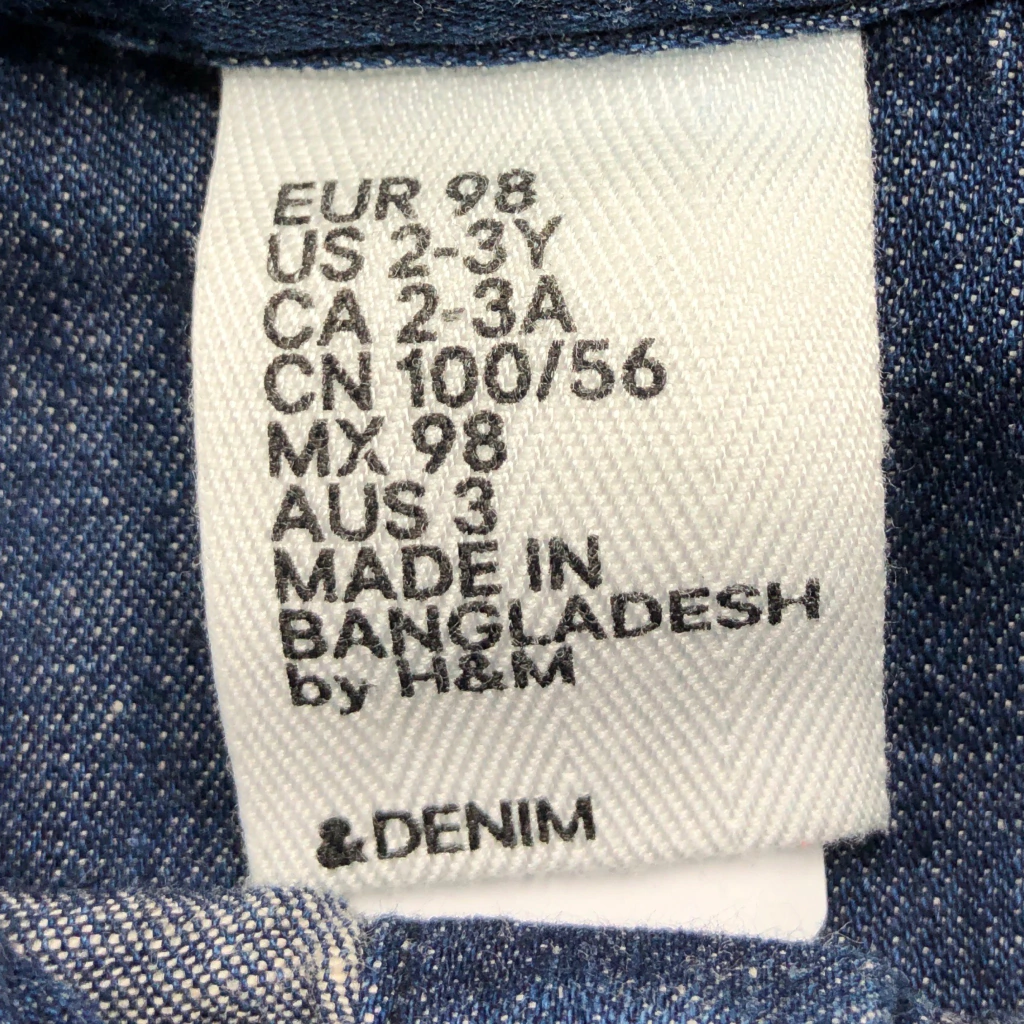 EUR 98
US 2-3Y
CA 2-3A
CN 100/56
MX 98
AUS 3
MADE IN
BANGLADESH
by H&M
&DENIM